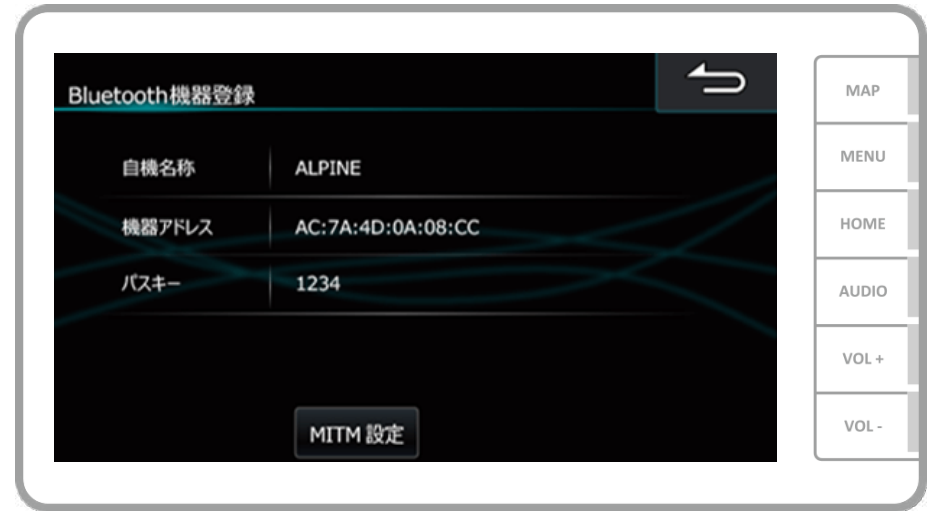 Bluetooth機器登録
自機名称 ALPINE
機器アドレス AC:7A:4D:0A:08:CC
パスキー 1234
MITM 設定
MAP
MENU
HOME
AUDIO
VOL +
VOL -